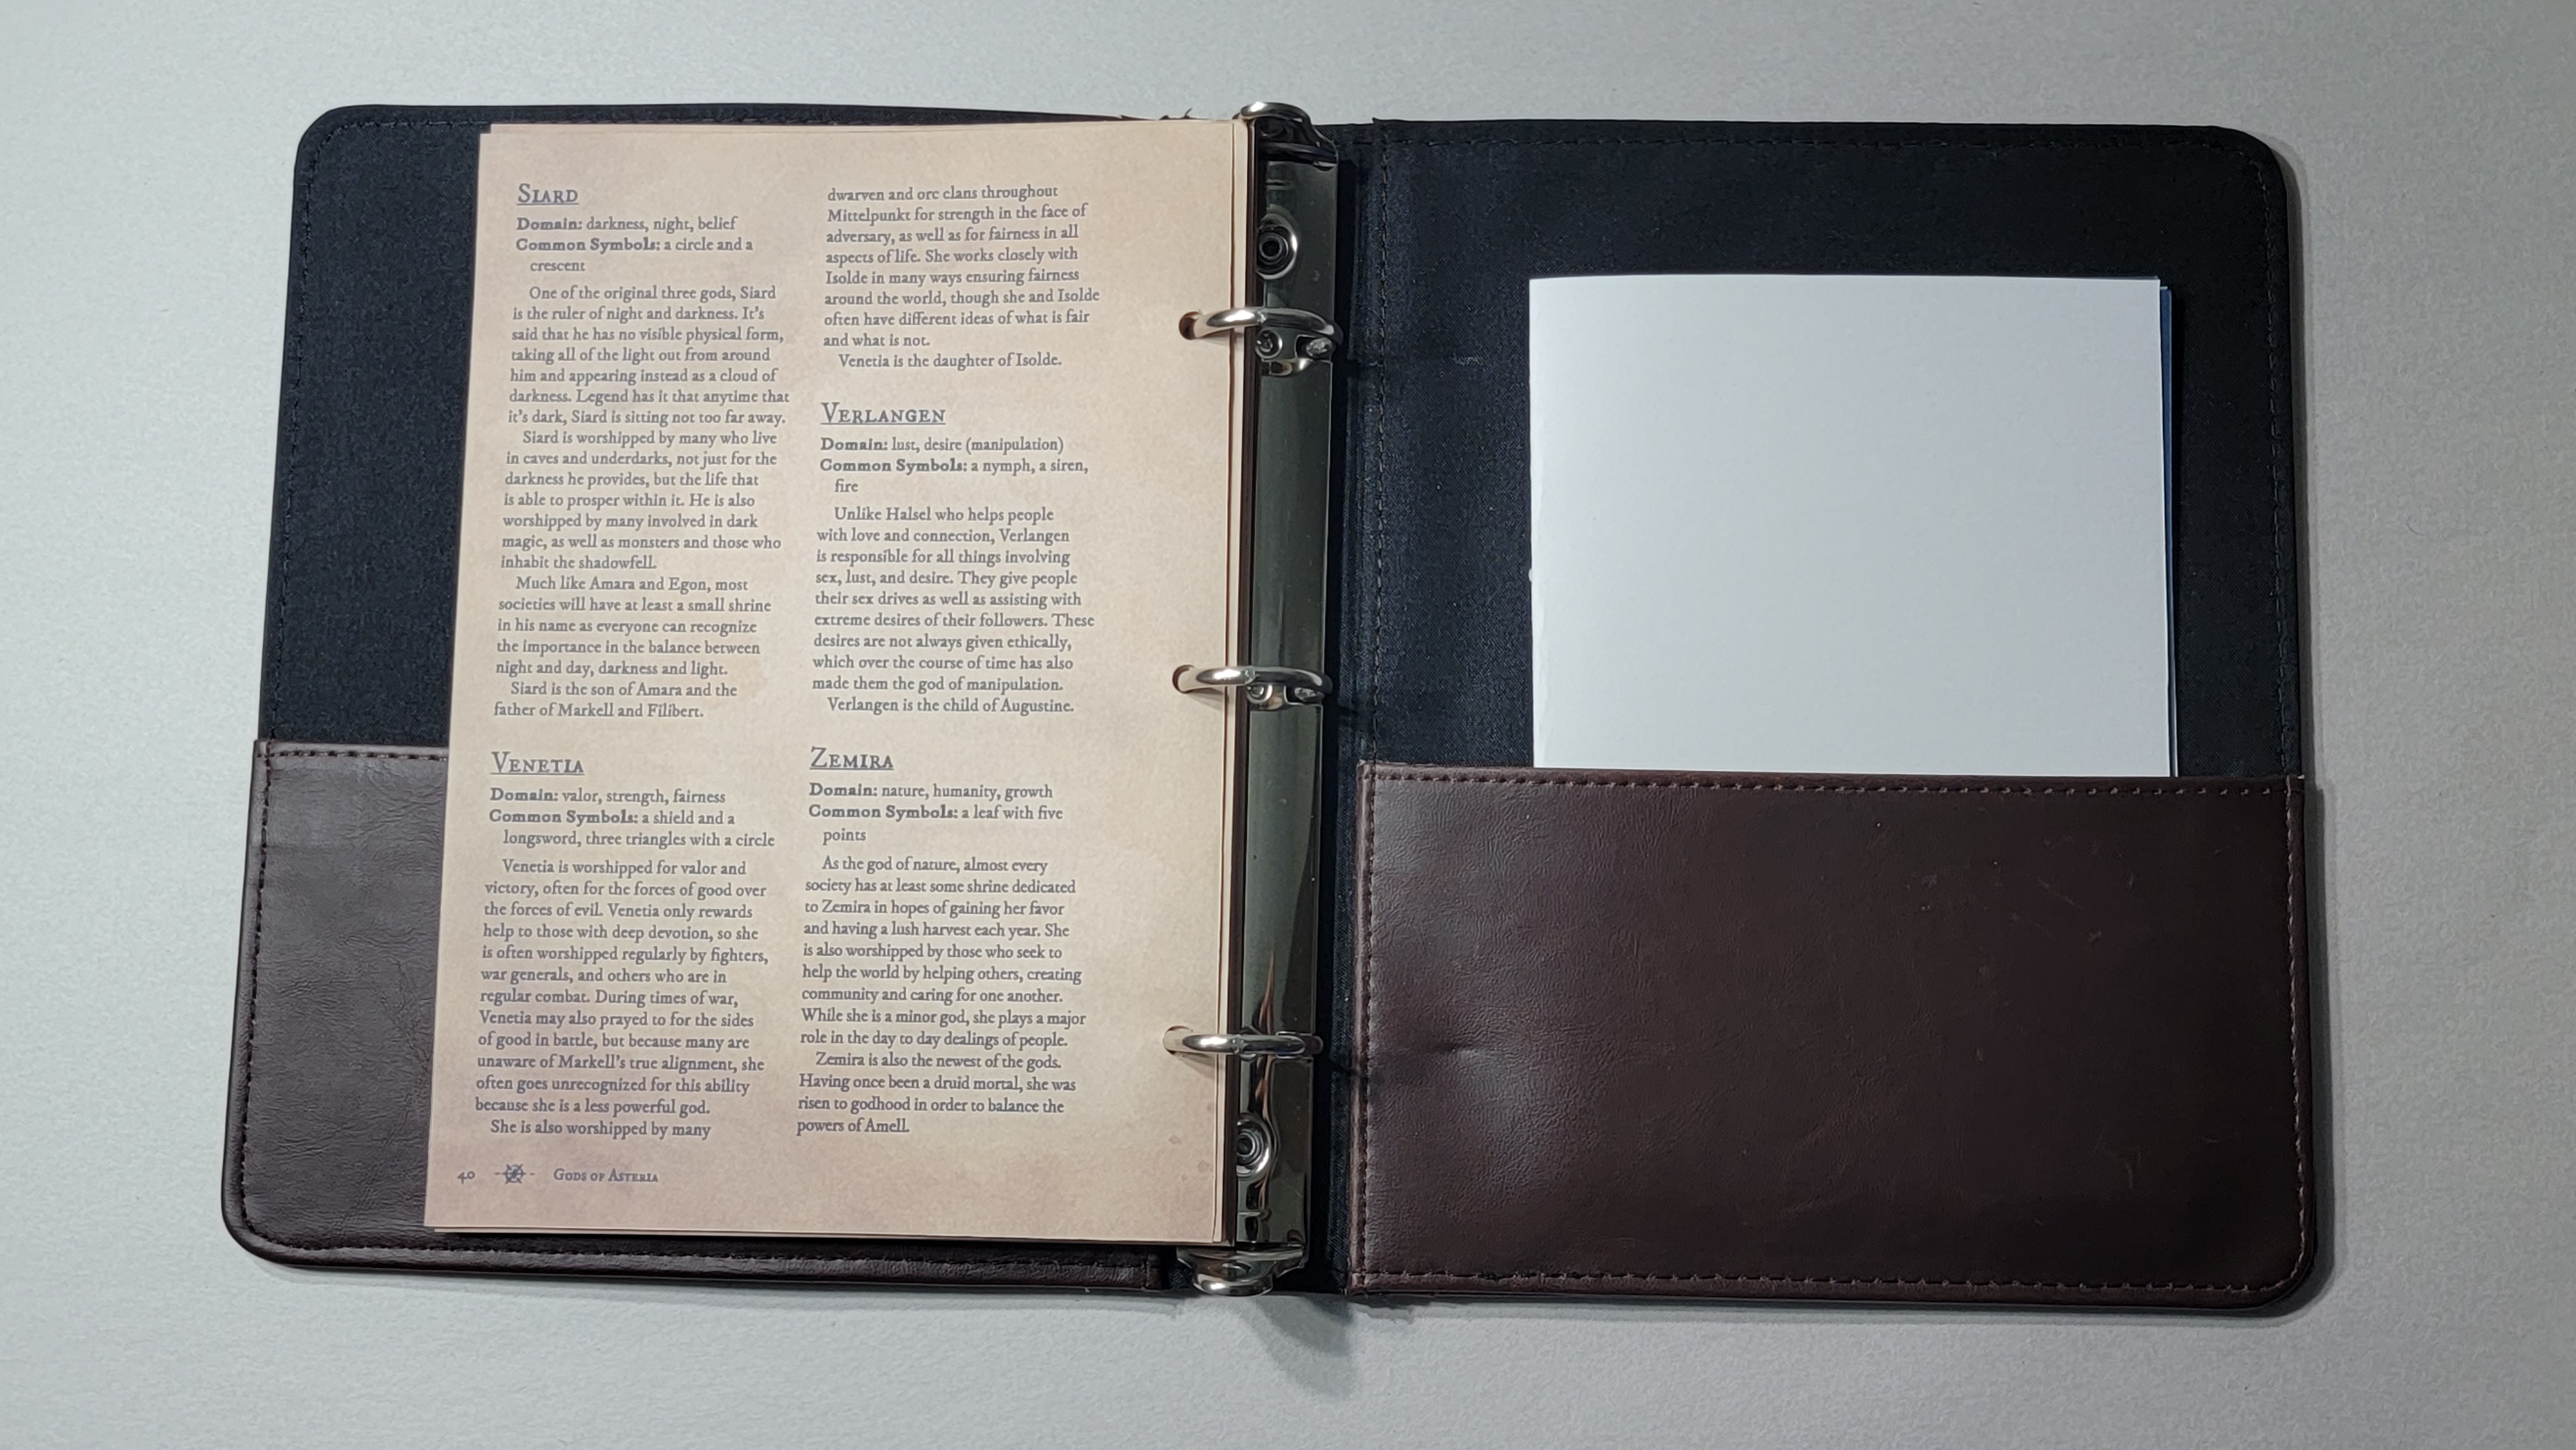 SIARD
Domain: darkness, night, belief
Common Symbols: a circle and a
crescent
One of the original three gods, Siard
is the ruler of night and darkness. It's
said that he has no visible physical form,
taking all of the light out from around
him and appearing instead as a cloud of
darkness. Legend has it that anytime that
it's dark, Siard is sitting not too far away.
Siard is worshipped by many who live
in caves and underdarks, not just for the
darkness he provides, but the life that
is able to prosper within it. He is also
worshipped by many involved in dark
magic, as well as monsters and those who
inhabit the shadowfell.
Much like Amara and Egon, most
societies will have at least a small shrine
in his name as everyone can recognize
the importance in the balance between
night and day, darkness and light.
Siard is the son of Amara and the
father of Markell and Filibert.
VENETIA
Domain: valor, strength, fairness
Common Symbols: a shield and a
longsword, three triangles with a circle
Venetia is worshipped for valor and
victory, often for the forces of good over
the forces of evil. Venetia only rewards
help to those with deep devotion, so she
is often worshipped regularly by fighters,
war generals, and others who are in
regular combat. During times of war,
Venetia may also prayed to for the sides
of good in battle, but because many are
unaware of Markell's true alignment, she
often goes unrecognized for this ability
because she is a less powerful god.
She is also worshipped by many
dwarven and orc clans throughout
Mittelpunkt for strength in the face of
adversary, as well as for fairness in all
aspects of life. She works closely with
Isolde in many ways ensuring fairness
around the world, though she and Isolde
often have different ideas of what is fair
and what is not.
Venetia is the daughter of Isolde.
VERLANGEN
Domain: lust, desire (manipulation)
Common Symbols: a nymph, a siren,
fire
Unlike Halsel who helps people
with love and connection, Verlangen
is responsible for all things involving
sex, lust, and desire. They give people
their sex drives as well as assisting with
extreme desires of their followers. These
desires are not always given ethically,
which over the course of time has also
made them the god of manipulation.
Verlangen is the child of Augustine.
ZEMIRA
Domain: nature, humanity, growth
Common Symbols: a leaf with five
points
As the god of nature, almost every
society has at least some shrine dedicated
to Zemira in hopes of gaining her favor
and having a lush harvest each year. She
is also worshipped by those who seek to
help the world by helping others, creating
community and caring for one another.
While she is a minor god, she plays a major
role in the day to day dealings of people.
Zemira is also the newest of the gods.
Having once been a druid mortal, she was
risen to godhood in order to balance the
powers of Amell.
40 GODS OF ASTERIA